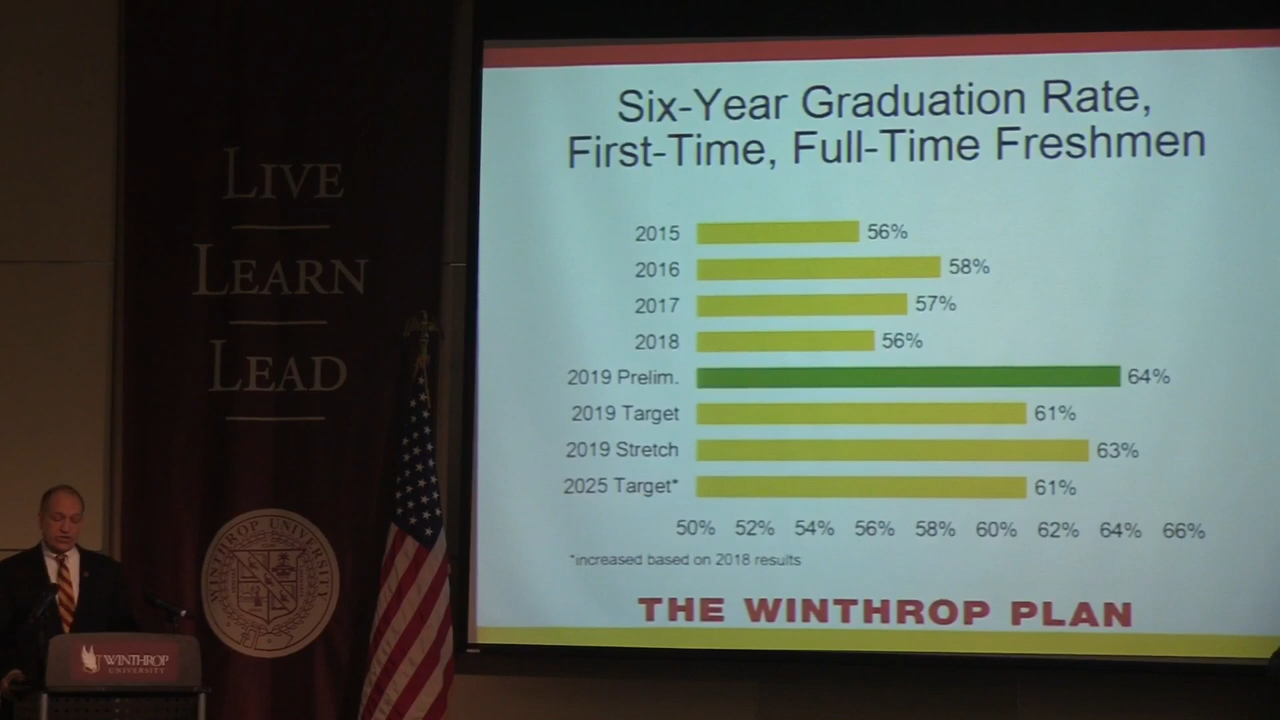 LIVE
LEARN
LEAD
WINTHROP UNIVERSITY
WINTHROP
UNIVERSITY
Six-Year Graduation Rate,
First-Time, Full-Time Freshmen
2015 56%
2016 58%
2017 57%
2018 56%
2019 Prelim. 64%
2019 Target 61%
2019 Stretch 63%
2025 Target* 61%
50% 52% 54% 56% 58% 60% 62% 64% 66%
*increased based on 2018 results
THE WINTHROP PLAN